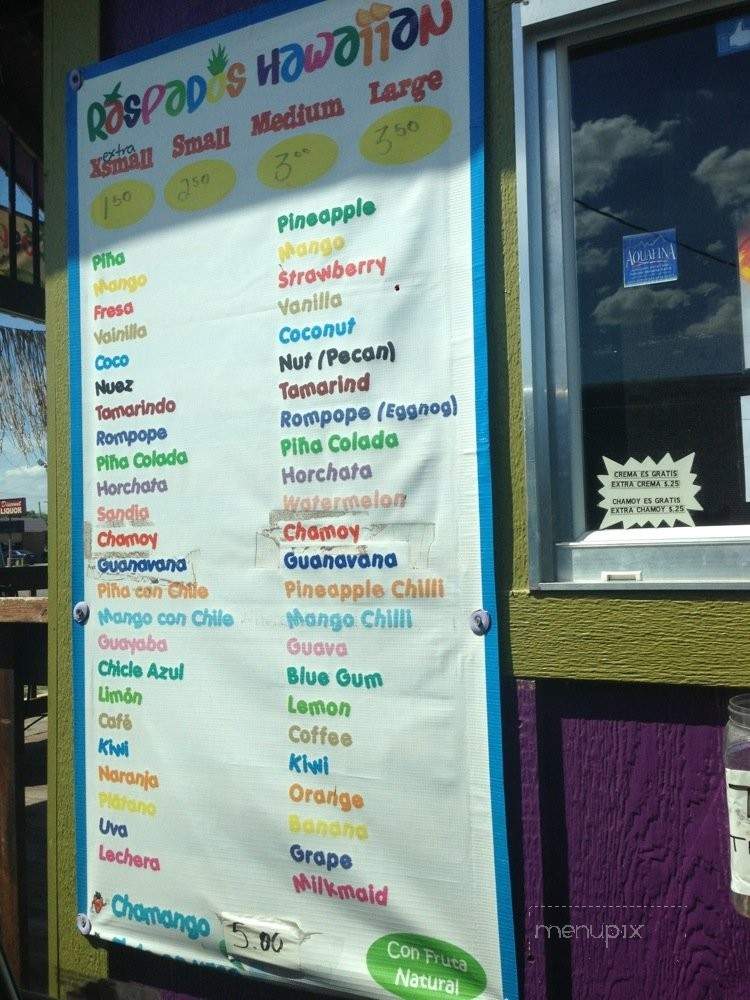 RASPADOS HAWAIIAN
extra
Xsmall Small Medium Large
1 50 2 50 3 00 3 50
Piña Pineapple
Mango Mango
Fresa Strawberry
Vainilla Vanilla
Coco Coconut
Nuez Nut (Pecan)
Tamarindo Tamarind
Rompope Rompope (Eggnog)
Piña Colada Piña Colada
Horchata Horchata
Sandia Watermelon
Chamoy Chamoy
Guanavana Guanavana
Piña con Chile Pineapple Chilli
Mango con Chile Mango Chilli
Guayaba Guava
Chicle Azul Blue Gum
Limón Lemon
Café Coffee
Kiwi Kiwi
Naranja Orange
Plátano Banana
Uva Grape
Lechera Milkmaid
Chamango 5.00
Con Fruta
Natural
AQUAFINA
CREMA ES GRATIS
EXTRA CREMA $.25
CHAMOY ES GRATIS
EXTRA CHAMOY $.25
Discount
LIQUOR
menupix